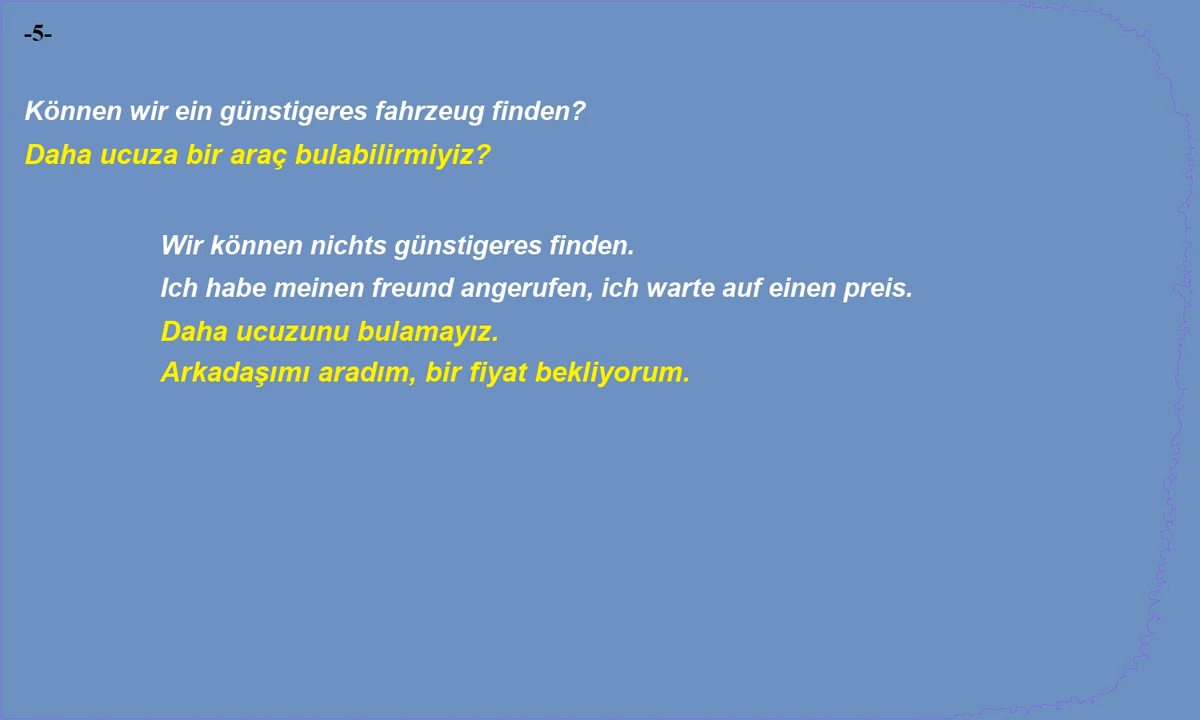 -5-
Können wir ein günstigeres fahrzeug finden?
Daha ucuza bir araç bulabilirmiyiz?
Wir können nichts günstigeres finden.
Ich habe meinen freund angerufen, ich warte auf einen preis.
Daha ucuzunu bulamayız.
Arkadaşımı aradım, bir fiyat bekliyorum.